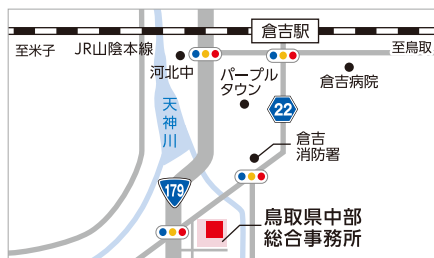 倉吉駅
至米子
JR山陰本線
至鳥取
河北中
パープル
タウン
倉吉病院
天神川
22
倉吉
消防署
179
鳥取県中部
総合事務所